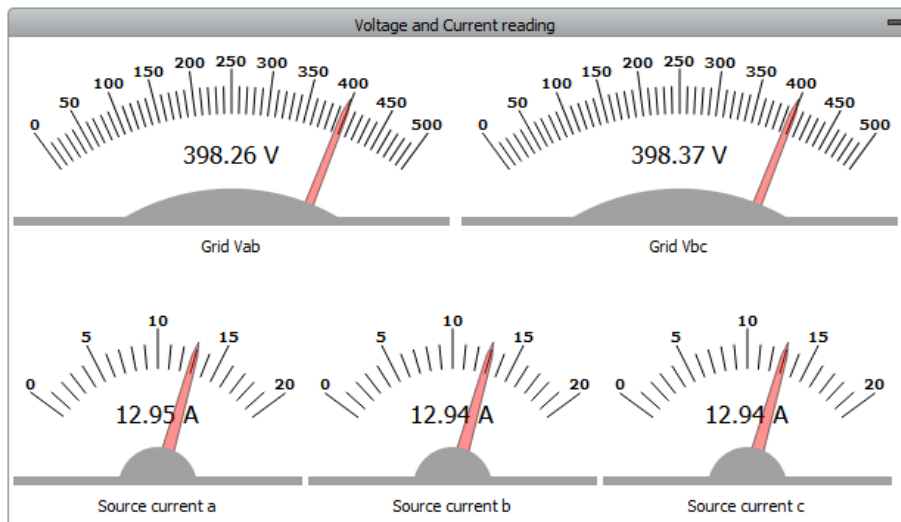 Voltage and Current reading
0 50 100 150 200 250 300 350 400 450 500
398.26 V
Grid Vab
0 50 100 150 200 250 300 350 400 450 500
398.37 V
Grid Vbc
0 5 10 15 20
12.95 A
Source current a
0 5 10 15 20
12.94 A
Source current b
0 5 10 15 20
12.94 A
Source current c